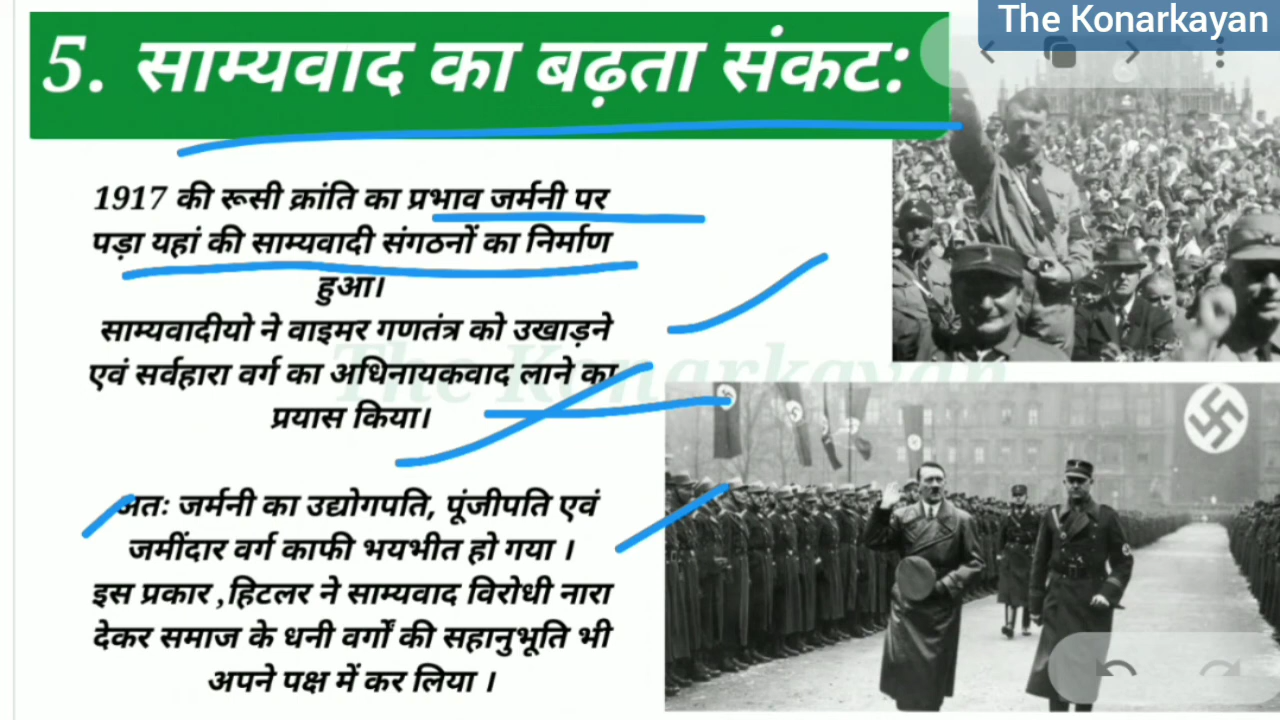 The Konarkayan
5. साम्यवाद का बढ़ता संकट:
1917 की रूसी क्रांति का प्रभाव जर्मनी पर
पड़ा यहां की साम्यवादी संगठनों का निर्माण
हुआ।
साम्यवादीयो ने वाइमर गणतंत्र को उखाड़ने
एवं सर्वहारा वर्ग का अधिनायकवाद लाने का
प्रयास किया।
The Konarkayan
अतः जर्मनी का उद्योगपति, पूंजीपति एवं
जमींदार वर्ग काफी भयभीत हो गया ।
इस प्रकार ,हिटलर ने साम्यवाद विरोधी नारा
देकर समाज के धनी वर्गों की सहानुभूति भी
अपने पक्ष में कर लिया ।